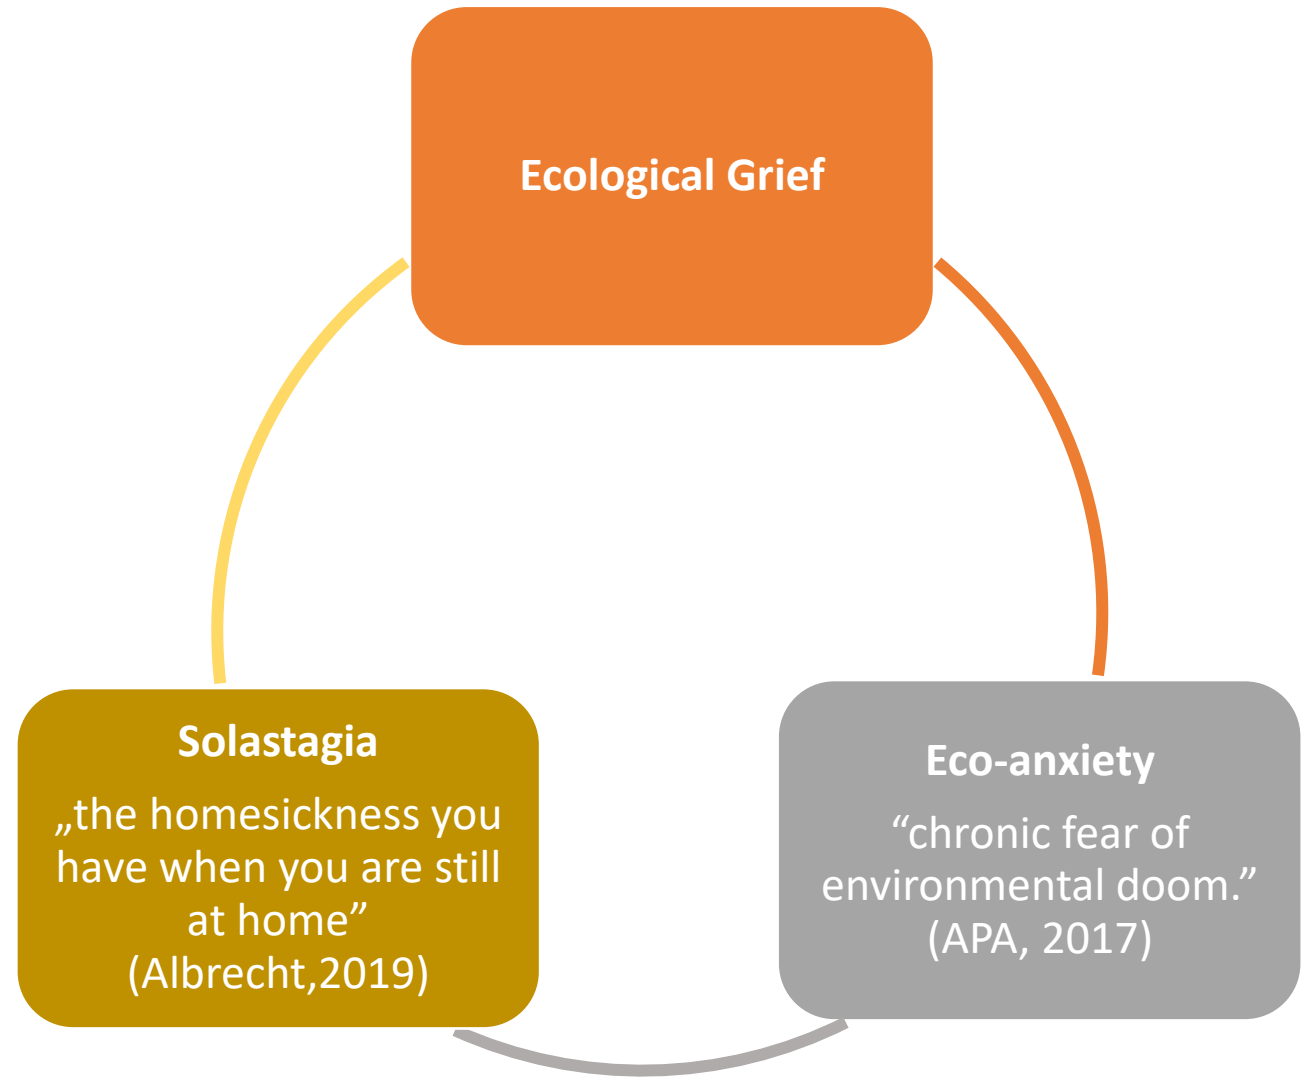 Ecological Grief
Solastagia
„the homesickness you
have when you are still
at home”
(Albrecht,2019)
Eco-anxiety
“chronic fear of
environmental doom.”
(APA, 2017)